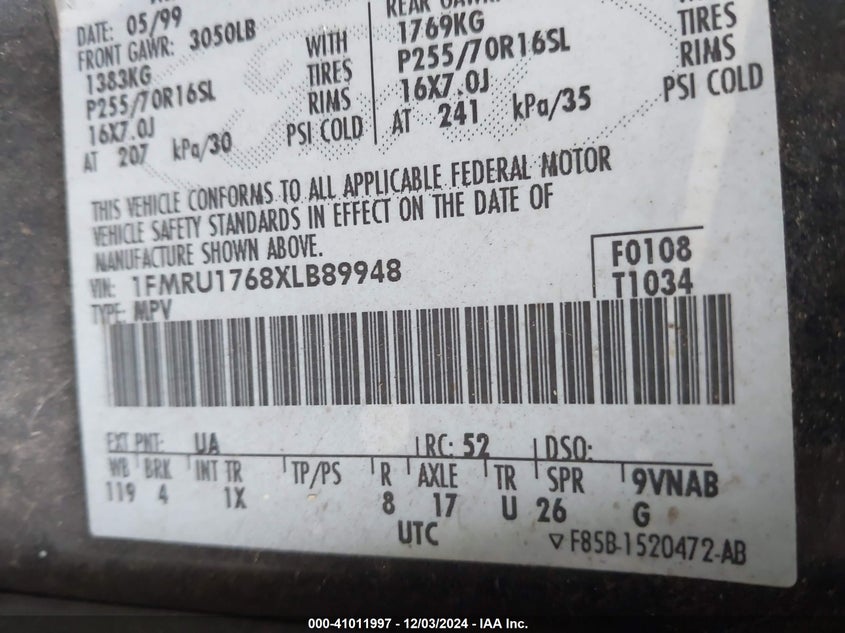 DATE: 05/99
FRONT GAWR: 3050LB
1383KG WITH
P255/70R16SL TIRES
16X7.0J RIMS
AT 207 kPa/30 PSI COLD
REAR GAWR:
1769KG
P255/70R16SL TIRES
16X7.0J RIMS
AT 241 kPa/35 PSI COLD
THIS VEHICLE CONFORMS TO ALL APPLICABLE FEDERAL MOTOR
VEHICLE SAFETY STANDARDS IN EFFECT ON THE DATE OF
MANUFACTURE SHOWN ABOVE.
VIN: 1FMRU1768XLB89948
F0108
T1034
TYPE: MPV
EXT PNT: UA RC: 52 DSO:
WB BRK INT TR TP/PS R AXLE TR SPR 9VNAB
119 4 1X 8 17 U 26 G
UTC
▽ F85B-1520472-AB
000-41011997 - 12/03/2024 - IAA Inc.